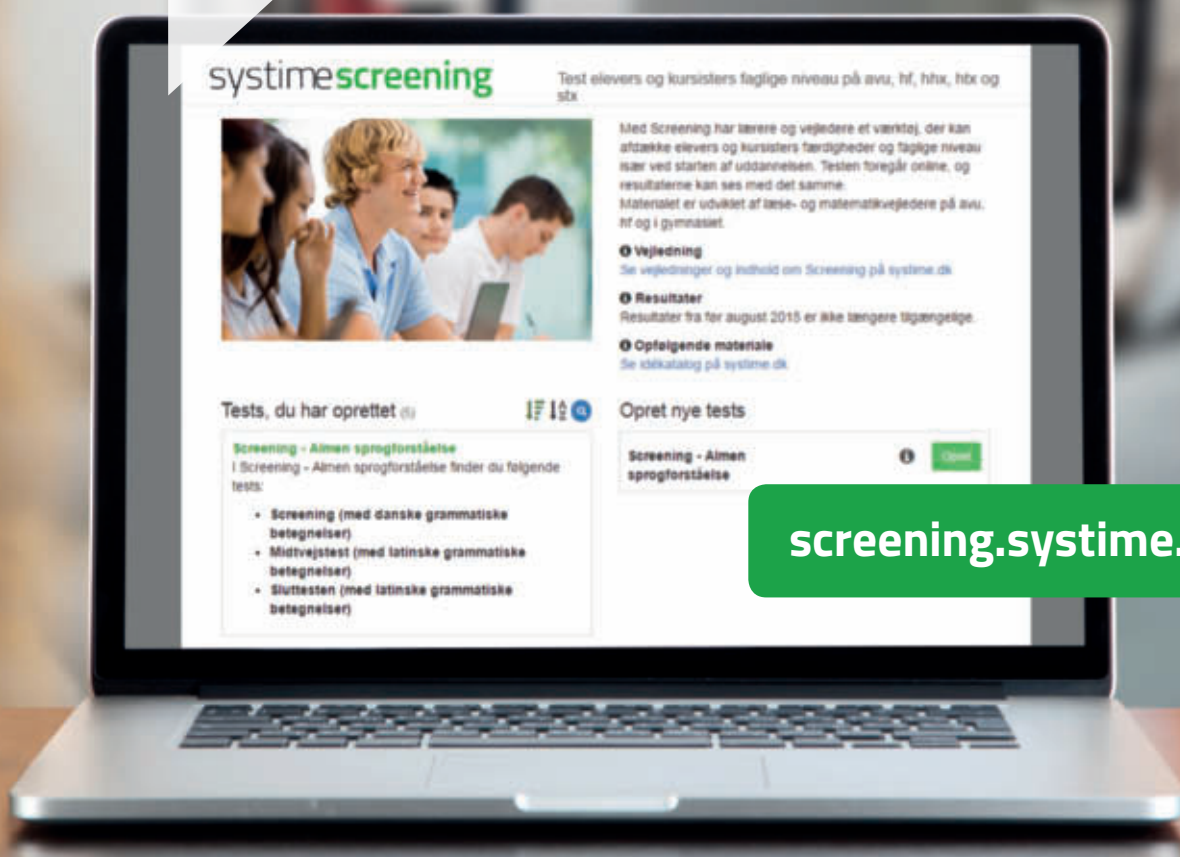 systimescreening
Test elevers og kursisters faglige niveau på avu, hf, hhx, htx og
stx
Med Screening har lærere og vejledere et værktøj, der kan
afdække elevers og kursisters færdigheder og faglige niveau
især ved starten af uddannelsen. Testen foregår online, og
resultaterne kan ses med det samme.
Materialet er udviklet af læse- og matematikvejledere på avu,
hf og i gymnasiet.
Vejledning
Se vejledninger og indhold om Screening på systime.dk
Resultater
Resultater fra før august 2015 er ikke længere tilgængelige.
Opfølgende materiale
Se idékatalog på systime.dk
Tests, du har oprettet (5)
Screening - Almen sprogforståelse
I Screening - Almen sprogforståelse finder du følgende
tests:
• Screening (med danske grammatiske
betegnelser)
• Midtvejstest (med latinske grammatiske
betegnelser)
• Sluttesten (med latinske grammatiske
betegnelser)
Opret nye tests
Screening - Almen
sprogforståelse
Opret
screening.systime.